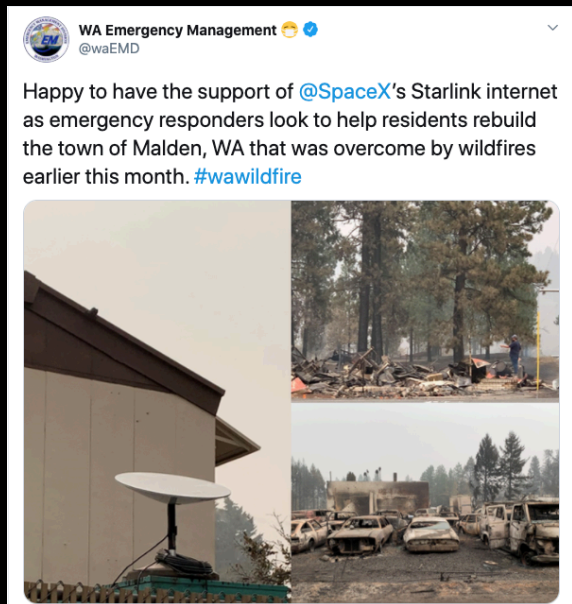 WA Emergency Management
@waEMD
Happy to have the support of @SpaceX's Starlink internet
as emergency responders look to help residents rebuild
the town of Malden, WA that was overcome by wildfires
earlier this month. #wawildfire
EM